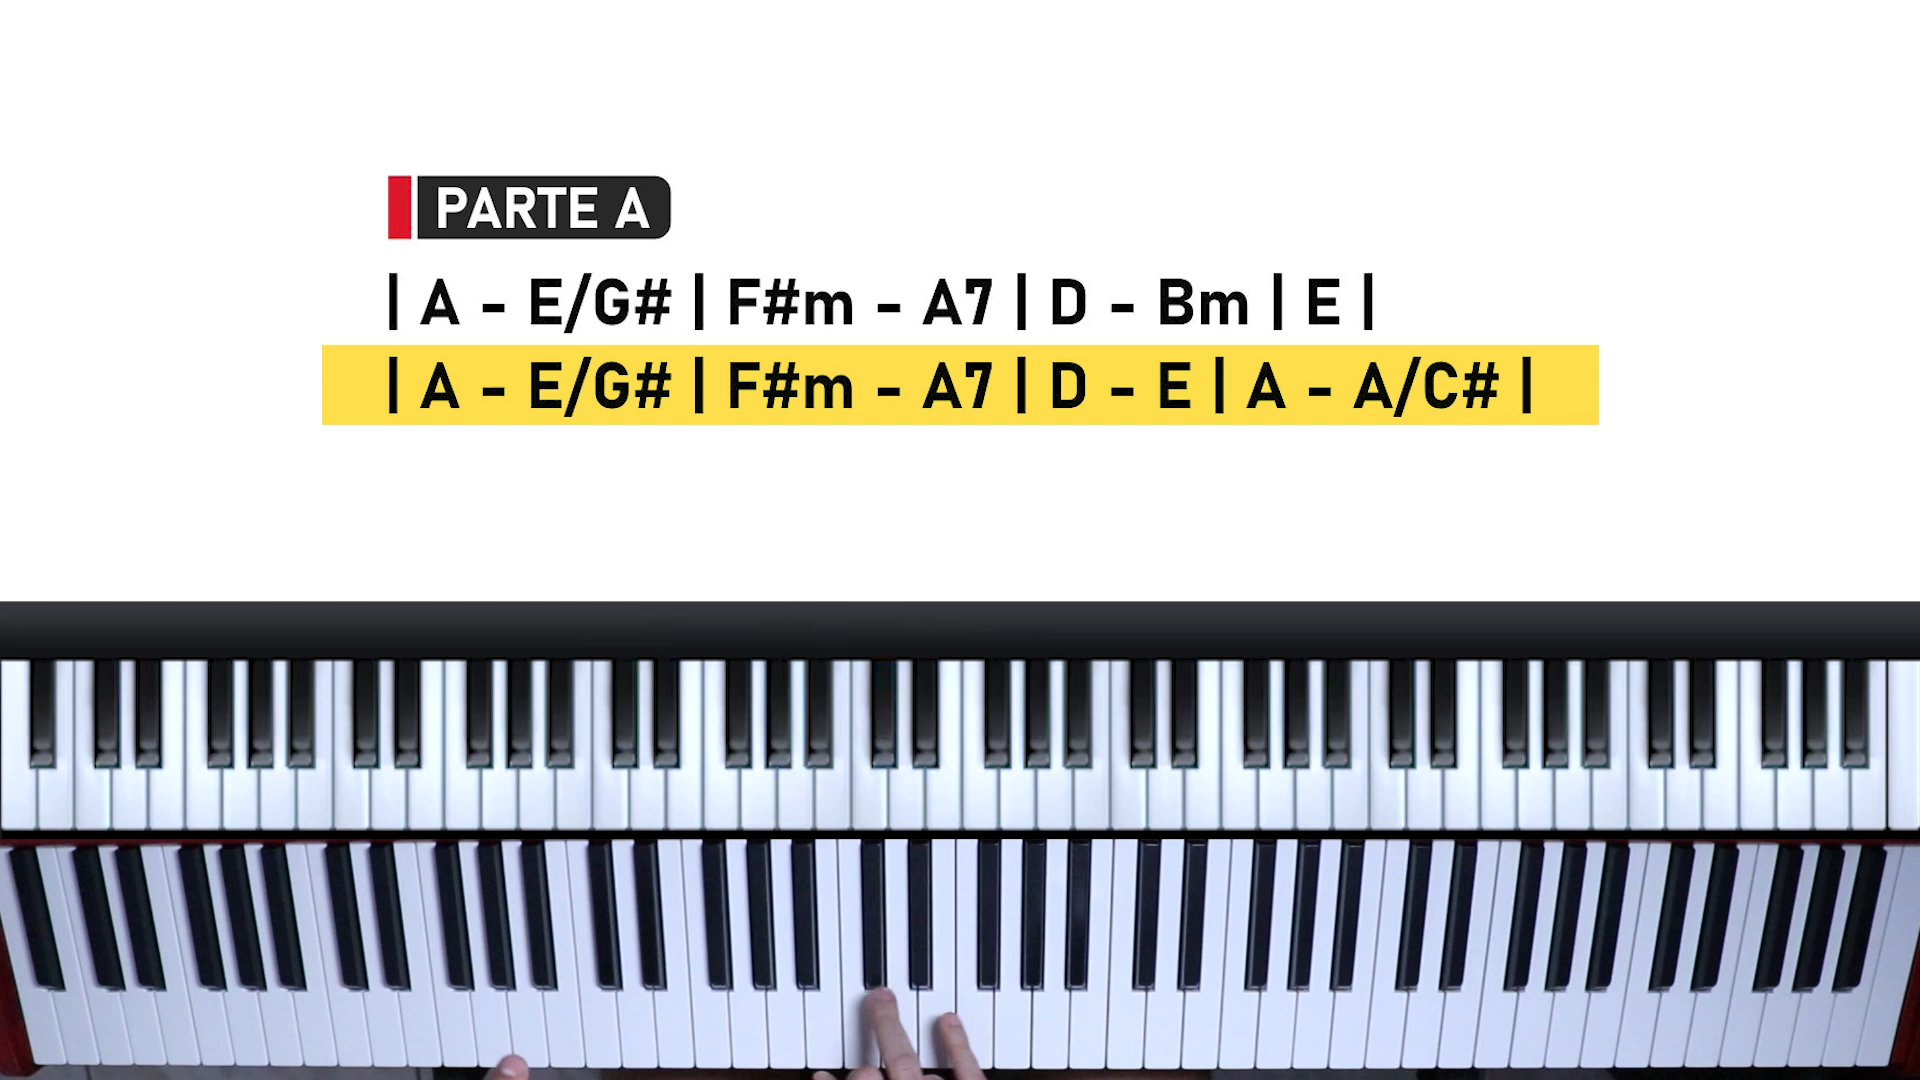 PARTE A
| A - E/G# | F#m - A7 | D - Bm | E |
| A - E/G# | F#m - A7 | D - E | A - A/C# |